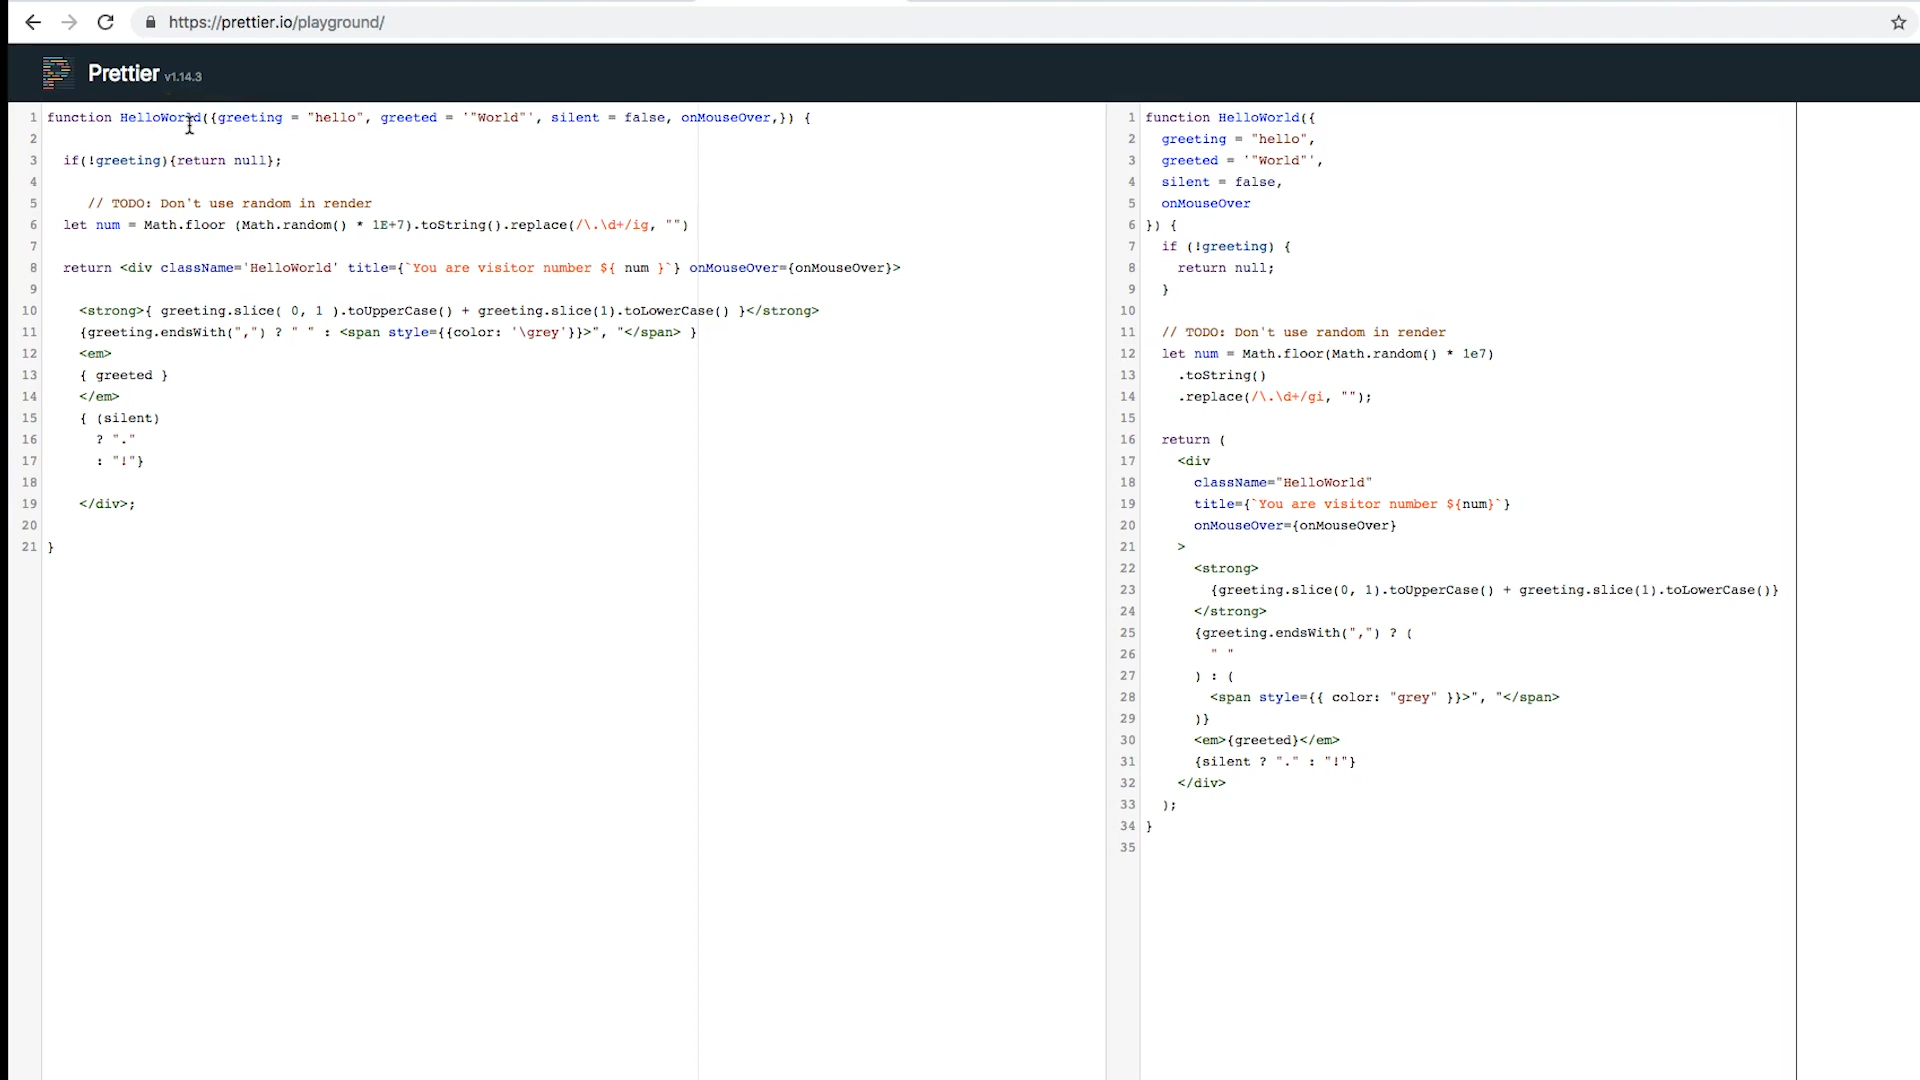 https://prettier.io/playground/
Prettier v1.14.3
1 function HelloWorld({greeting = "hello", greeted = '"World"', silent = false, onMouseOver,}) {
2
3   if(!greeting){return null};
4
5      // TODO: Don't use random in render
6   let num = Math.floor (Math.random() * 1E+7).toString().replace(/\.\d+/ig, "")
7
8   return <div className='HelloWorld' title={`You are visitor number ${ num }`} onMouseOver={onMouseOver}>
9
10     <strong>{ greeting.slice( 0, 1 ).toUpperCase() + greeting.slice(1).toLowerCase() }</strong>
11     {greeting.endsWith(",") ? " " : <span style={{color: '\grey'}}>", "</span> }
12     <em>
13     { greeted }
14     </em>
15     { (silent)
16       ? "."
17       : "!"}
18
19     </div>;
20
21 }
1 function HelloWorld({
2   greeting = "hello",
3   greeted = '"World"',
4   silent = false,
5   onMouseOver
6 }) {
7   if (!greeting) {
8     return null;
9   }
10
11   // TODO: Don't use random in render
12   let num = Math.floor(Math.random() * 1e7)
13     .toString()
14     .replace(/\.\d+/gi, "");
15
16   return (
17     <div
18       className="HelloWorld"
19       title={`You are visitor number ${num}`}
20       onMouseOver={onMouseOver}
21     >
22       <strong>
23         {greeting.slice(0, 1).toUpperCase() + greeting.slice(1).toLowerCase()}
24       </strong>
25       {greeting.endsWith(",") ? (
26         " "
27       ) : (
28         <span style={{ color: "grey" }}>", "</span>
29       )}
30       <em>{greeted}</em>
31       {silent ? "." : "!"}
32     </div>
33   );
34 }
35